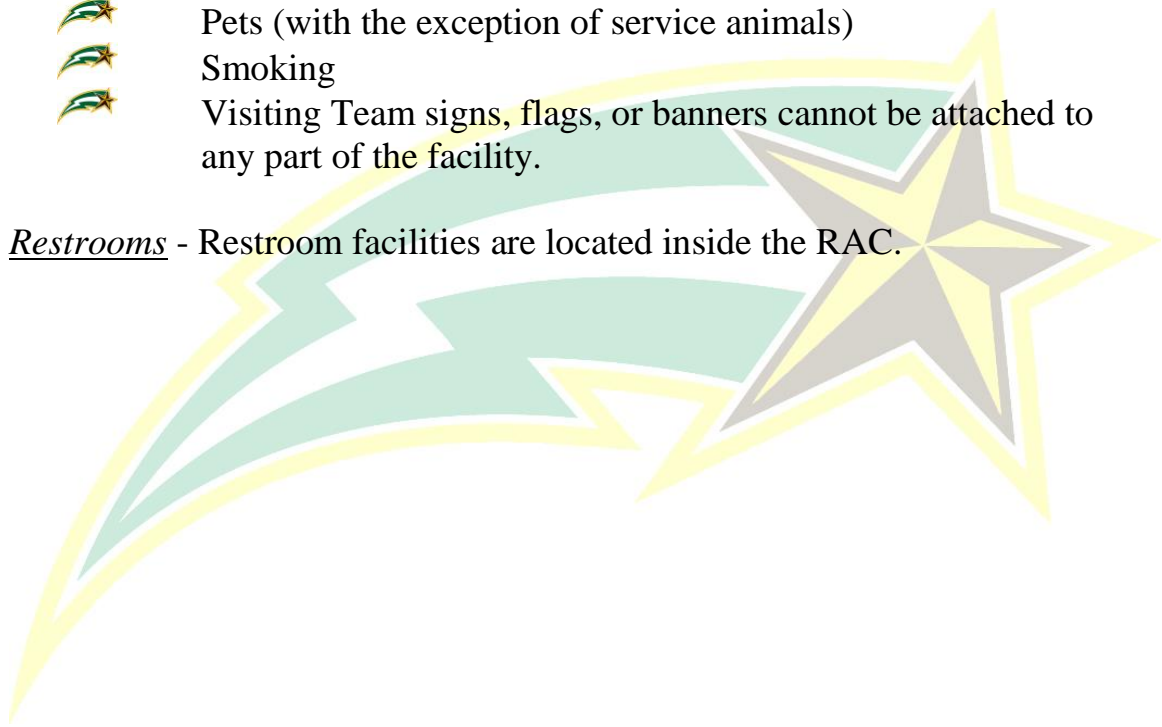 Pets (with the exception of service animals)
Smoking
Visiting Team signs, flags, or banners cannot be attached to
any part of the facility.
Restrooms - Restroom facilities are located inside the RAC.